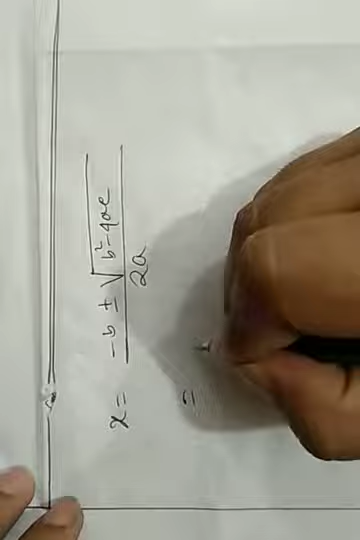 x = -b ± √b²-4ac
2a
=